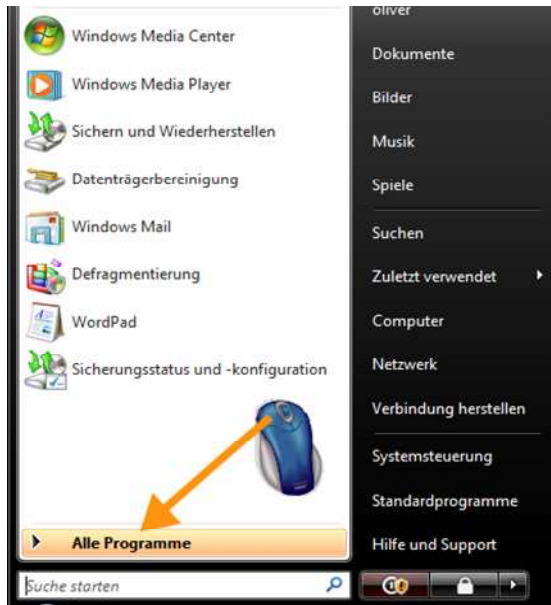 Windows Media Center
Windows Media Player
Sichern und Wiederherstellen
Datenträgerbereinigung
Windows Mail
Defragmentierung
WordPad
Sicherungsstatus und -konfiguration
Alle Programme
Suche starten
oliver
Dokumente
Bilder
Musik
Spiele
Suchen
Zuletzt verwendet
Computer
Netzwerk
Verbindung herstellen
Systemsteuerung
Standardprogramme
Hilfe und Support